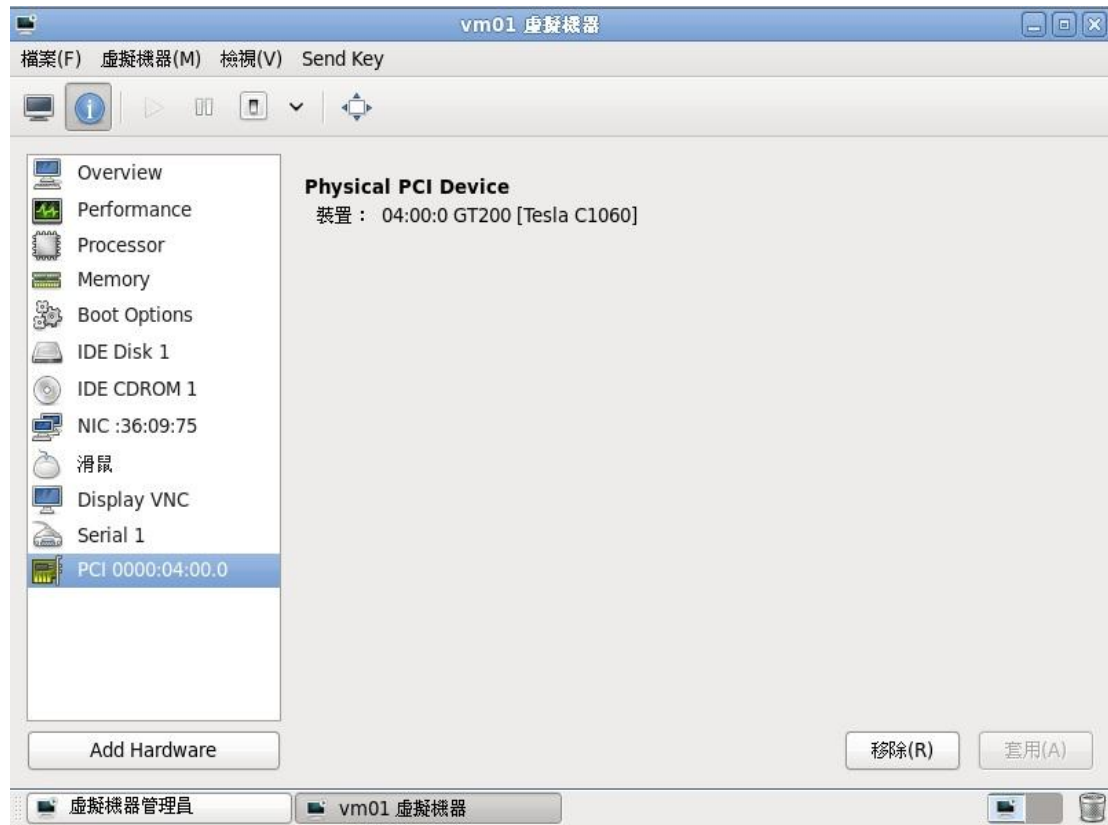 vm01 虛擬機器
檔案(F) 虛擬機器(M) 檢視(V) Send Key
Overview
Performance
Processor
Memory
Boot Options
IDE Disk 1
IDE CDROM 1
NIC :36:09:75
滑鼠
Display VNC
Serial 1
PCI 0000:04:00.0
Physical PCI Device
裝置： 04:00:0 GT200 [Tesla C1060]
Add Hardware
移除(R) 套用(A)
虛擬機器管理員 vm01 虛擬機器